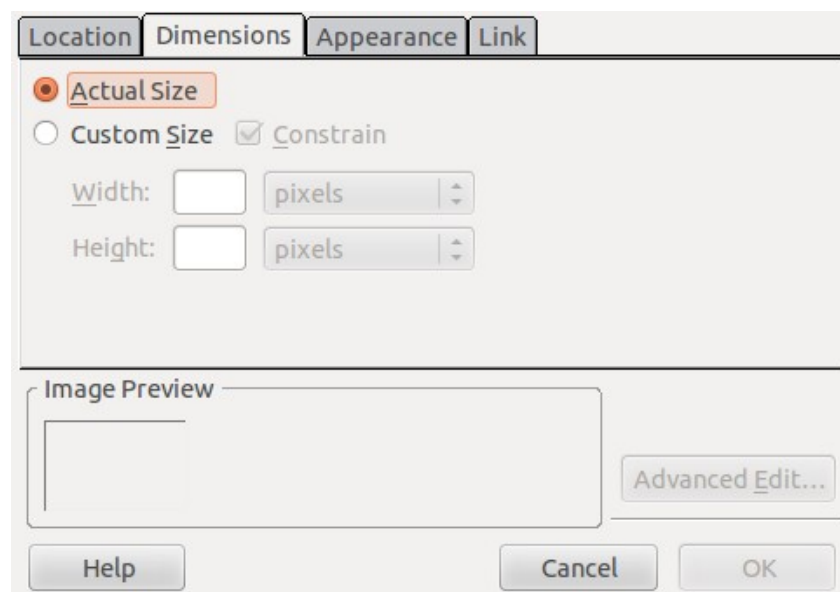 Location Dimensions Appearance Link
Actual Size
Custom Size Constrain
Width: pixels
Height: pixels
Image Preview
Advanced Edit...
Help Cancel OK